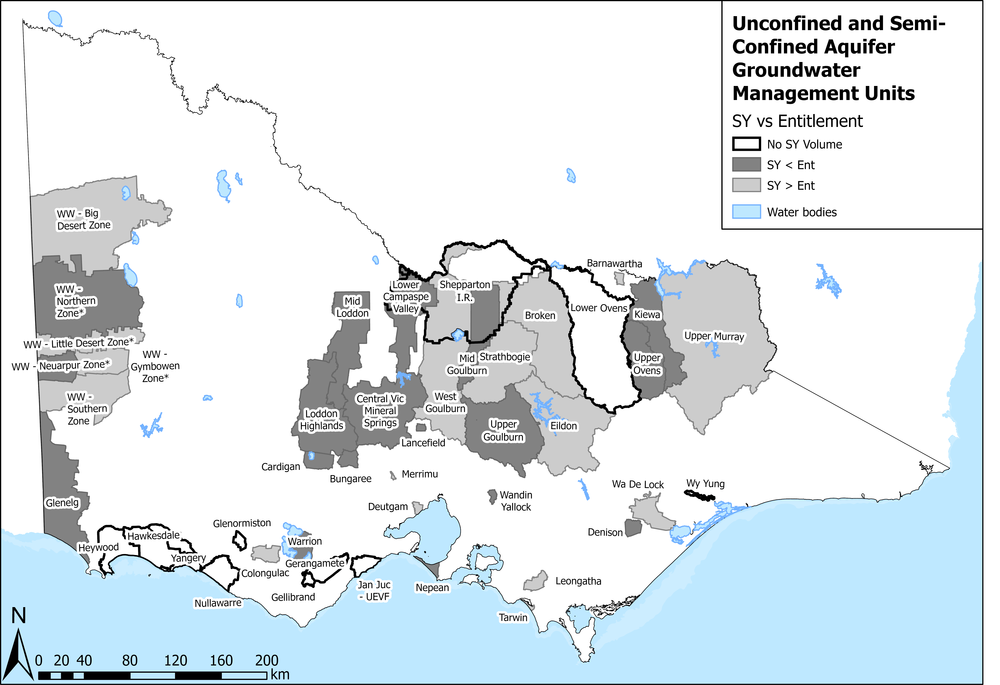 Unconfined and Semi-
Confined Aquifer
Groundwater
Management Units
SY vs Entitlement
No SY Volume
SY < Ent
SY > Ent
Water bodies
WW - Big
Desert Zone
WW -
Northern
Zone*
WW - Little Desert Zone*
WW - Neuarpur Zone*
WW -
Gymbowen
Zone*
WW -
Southern
Zone
Glenelg
Heywood
Hawkesdale
Yangery
Nullawarre
Glenormiston
Colongulac
Warrion
Gerangamete
Gellibrand
Jan Juc
- UEVF
Nepean
Deutgam
Merrimu
Cardigan
Bungaree
Lancefield
Loddon
Highlands
Mid
Loddon
Central Vic
Mineral
Springs
Lower
Campaspe
Valley
Shepparton
I.R.
West
Goulburn
Mid
Goulburn
Strathbogie
Broken
Upper
Goulburn
Eildon
Lower Ovens
Barnawartha
Kiewa
Upper
Ovens
Upper Murray
Wandin
Yallock
Wa De Lock
Wy Yung
Denison
Leongatha
Tarwin
N
0 20 40 80 120 160 200
km